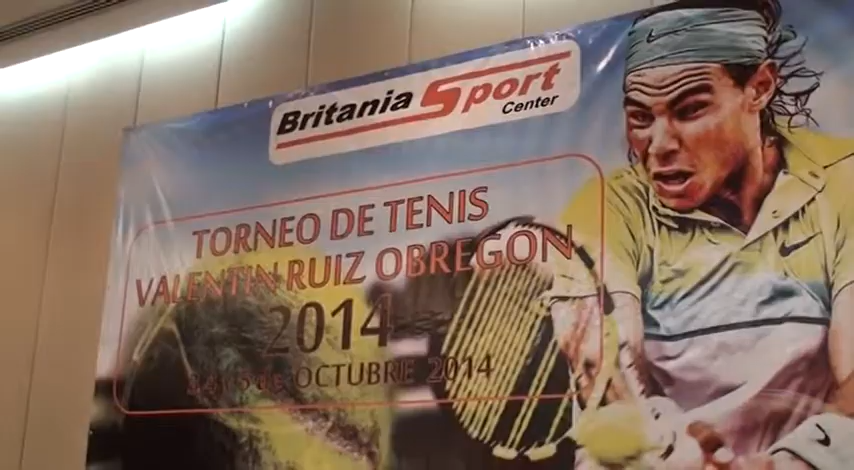 Britania Sport
Center
TORNEO DE TENIS
VALENTIN RUIZ OBREGÓN
2014
OCTUBRE 2014